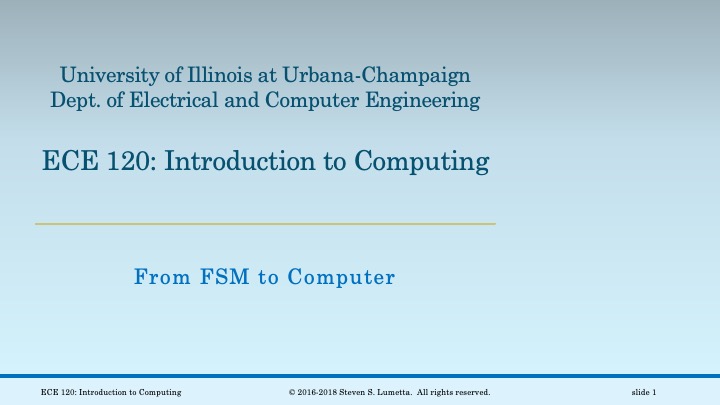 University of Illinois at Urbana-Champaign
Dept. of Electrical and Computer Engineering
ECE 120: Introduction to Computing
From FSM to Computer
ECE 120: Introduction to Computing
© 2016-2018 Steven S. Lumetta. All rights reserved.
slide 1